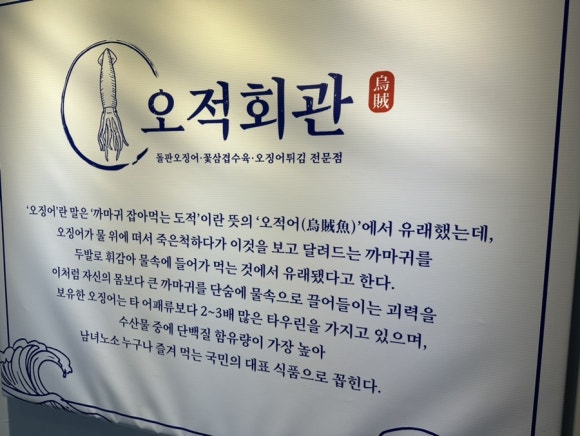 오적회관
烏賊
돌판오징어·꽃삼겹수육·오징어튀김 전문점
'오징어'란 말은 '까마귀 잡아먹는 도적'이란 뜻의 '오적어(烏賊魚)'에서 유래했는데,
오징어가 물 위에 떠서 죽은척하다가 이것을 보고 달려드는 까마귀를
두발로 휘감아 물속에 들어가 먹는 것에서 유래됐다고 한다.
이처럼 자신의 몸보다 큰 까마귀를 단숨에 물속으로 끌어들이는 괴력을
보유한 오징어는 타 어패류보다 2~3배 많은 타우린을 가지고 있으며,
수산물 중에 단백질 함유량이 가장 높아
남녀노소 누구나 즐겨 먹는 국민의 대표 식품으로 꼽힌다.